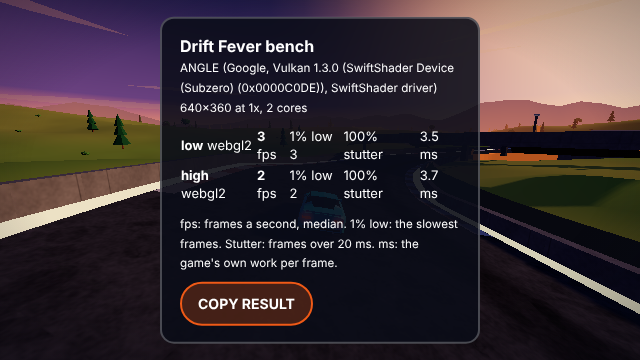 Drift Fever bench
ANGLE (Google, Vulkan 1.3.0 (SwiftShader Device
(Subzero) (0x0000C0DE)), SwiftShader driver)
640×360 at 1x, 2 cores
low webgl2 3 fps 1% low 3 100% stutter 3.5 ms
high webgl2 2 fps 1% low 2 100% stutter 3.7 ms
fps: frames a second, median. 1% low: the slowest
frames. Stutter: frames over 20 ms. ms: the
game's own work per frame.
COPY RESULT